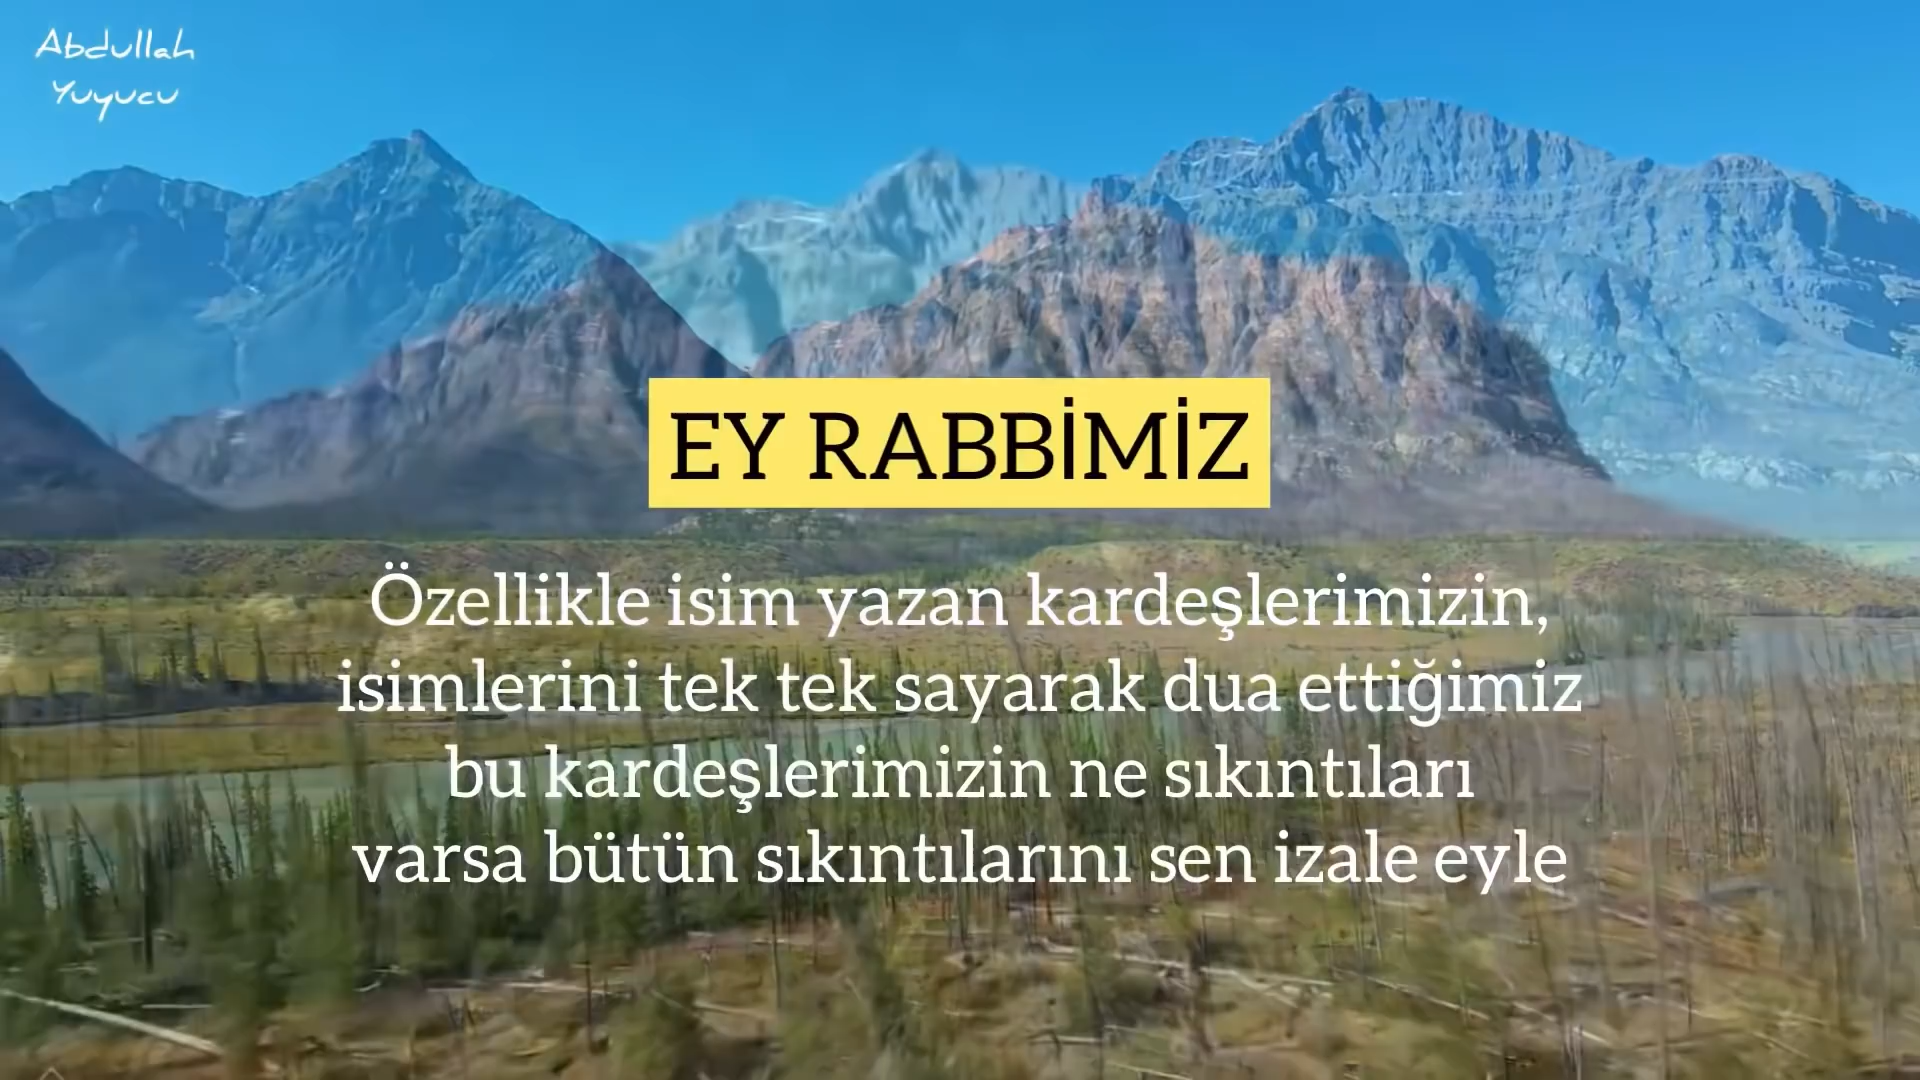 Abdullah
Yuyucu
EY RABBİMİZ
Özellikle isim yazan kardeşlerimizin,
isimlerini tek tek sayarak dua ettiğimiz
bu kardeşlerimizin ne sıkıntıları
varsa bütün sıkıntılarını sen izale eyle